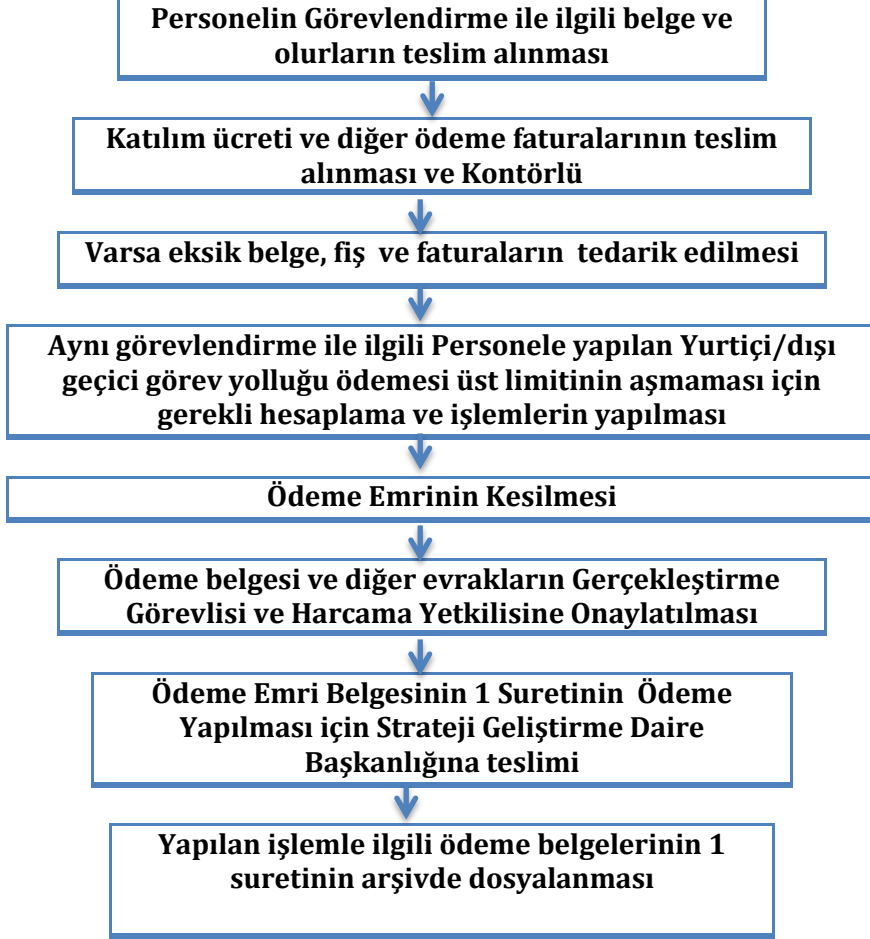 Personelin Görevlendirme ile ilgili belge ve
olurların teslim alınması
Katılım ücreti ve diğer ödeme faturalarının teslim
alınması ve Kontörlü
Varsa eksik belge, fiş ve faturaların tedarik edilmesi
Aynı görevlendirme ile ilgili Personele yapılan Yurtiçi/dışı
geçici görev yolluğu ödemesi üst limitinin aşmaması için
gerekli hesaplama ve işlemlerin yapılması
Ödeme Emrinin Kesilmesi
Ödeme belgesi ve diğer evrakların Gerçekleştirme
Görevlisi ve Harcama Yetkilisine Onaylatılması
Ödeme Emri Belgesinin 1 Suretinin Ödeme
Yapılması için Strateji Geliştirme Daire
Başkanlığına teslimi
Yapılan işlemle ilgili ödeme belgelerinin 1
suretinin arşivde dosyalanması